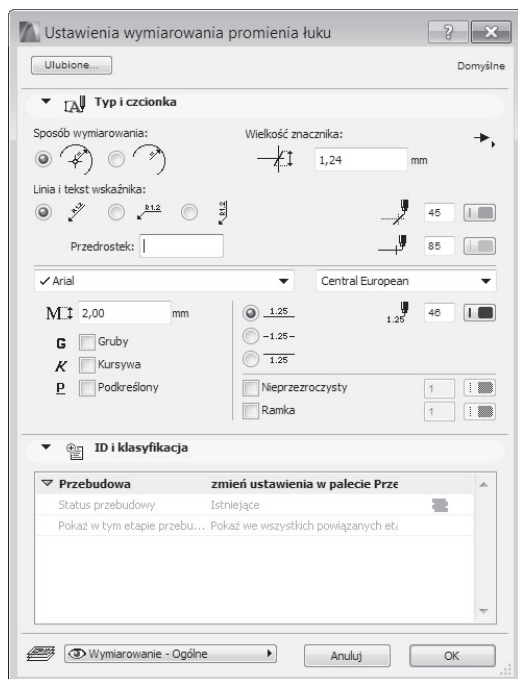 Ustawienia wymiarowania promienia łuku
Ulubione...
Domyślne
Typ i czcionka
Sposób wymiarowania:
Wielkość znacznika:
1,24 mm
Linia i tekst wskaźnika:
R1.2 R1.2 R1.2
45
Przedrostek:
85
Arial
Central European
M 2,00 mm
1.25
1.25
46
G Gruby
-1.25-
K Kursywa
1.25
P Podkreślony
Nieprzezroczysty
1
Ramka
1
ID i klasyfikacja
Przebudowa zmień ustawienia w palecie Prze
Status przebudowy Istniejące
Pokaż w tym etapie przebu... Pokaż we wszystkich powiązanych eta
Wymiarowanie - Ogólne
Anuluj
OK